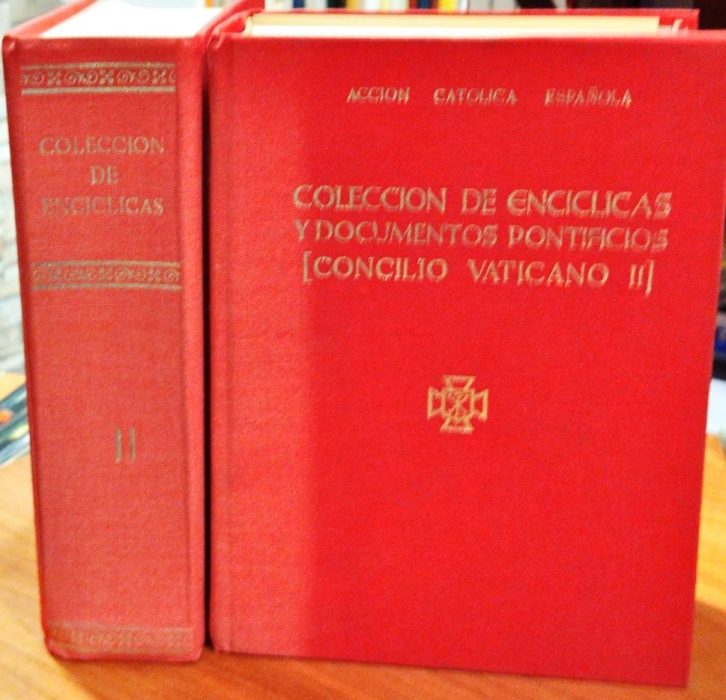 COLECCION
DE
ENCICLICAS
II
ACCION CATOLICA ESPAÑOLA
COLECCION DE ENCICLICAS
Y DOCUMENTOS PONTIFICIOS
[CONCILIO VATICANO II]